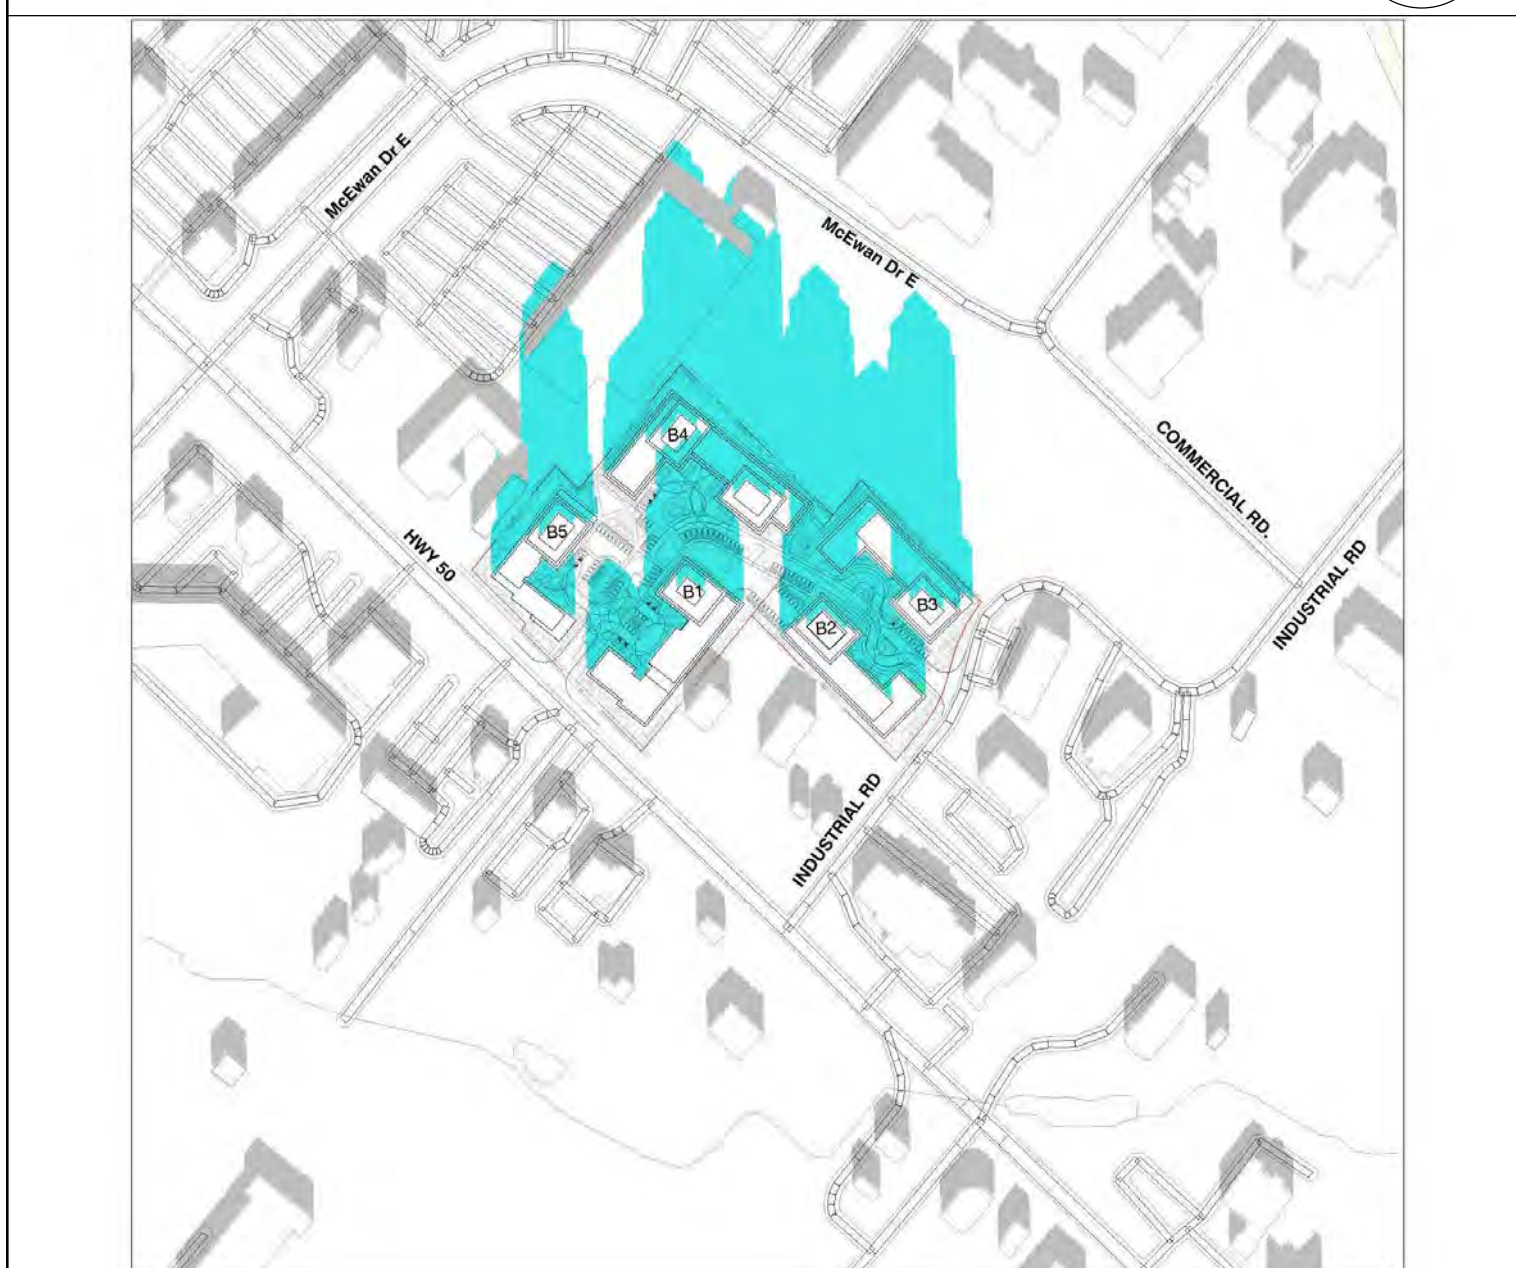 McEwan Dr E
McEwan Dr E
COMMERCIAL RD.
B4
HWY 50
B5
INDUSTRIAL RD
B1
B3
B2
INDUSTRIAL RD